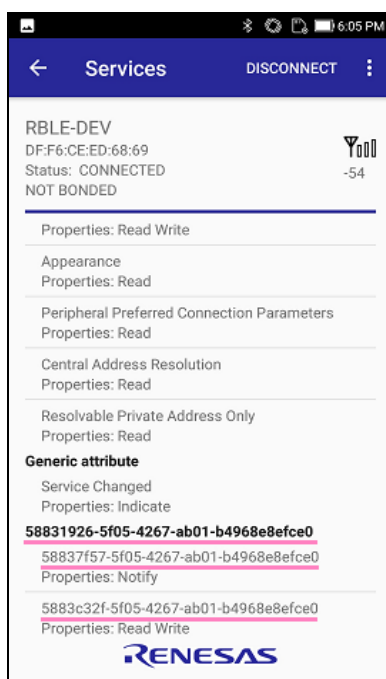 6:05 PM
Services
DISCONNECT
RBLE-DEV
DF:F6:CE:ED:68:69
Status: CONNECTED
-54
NOT BONDED
Properties: Read Write
Appearance
Properties: Read
Peripheral Preferred Connection Parameters
Properties: Read
Central Address Resolution
Properties: Read
Resolvable Private Address Only
Properties: Read
Generic attribute
Service Changed
Properties: Indicate
58831926-5f05-4267-ab01-b4968e8efce0
58837f57-5f05-4267-ab01-b4968e8efce0
Properties: Notify
5883c32f-5f05-4267-ab01-b4968e8efce0
Properties: Read Write
RENESAS